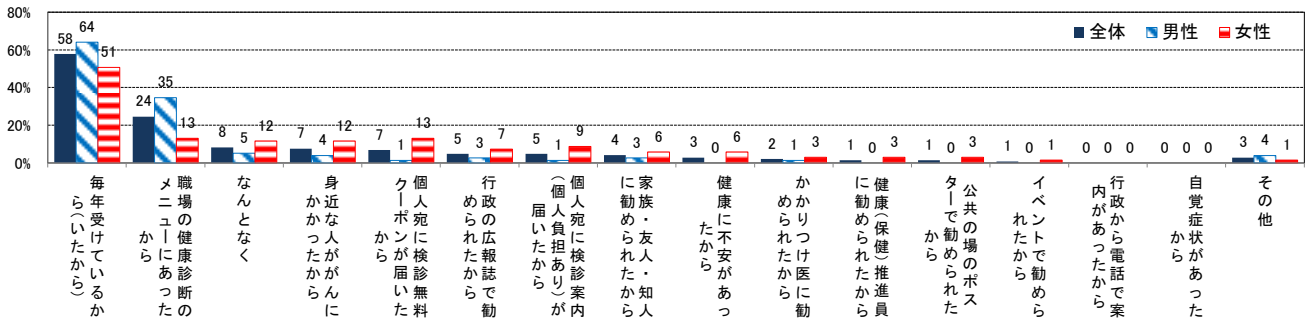 80%
60%
40%
20%
0%
全体 男性 女性
58 64 51
24 35 13
8 5 12
7 4 12
7 1 13
5 3 7
5 1 9
4 3 6
3 0 6
2 1 3
1 0 3
1 0 3
1 0 1
0 0 0
0 0 0
3 4 1
毎年受けているか
ら（いたから）
職場の健康診断の
メニューにあった
から
なんとなく
身近な人ががんに
かかったから
個人宛に検診無料
クーポンが届いた
から
行政の広報誌で勧
められたから
個人宛に検診案内
（個人負担あり）が
届いたから
家族・友人・知人
に勧められたから
健康に不安があっ
たから
かかりつけ医に勧
められたから
健康（保健）推進員
に勧められたから
公共の場のポス
ターで勧められた
から
イベントで勧めら
れたから
行政から電話で案
内があったから
自覚症状があった
から
その他